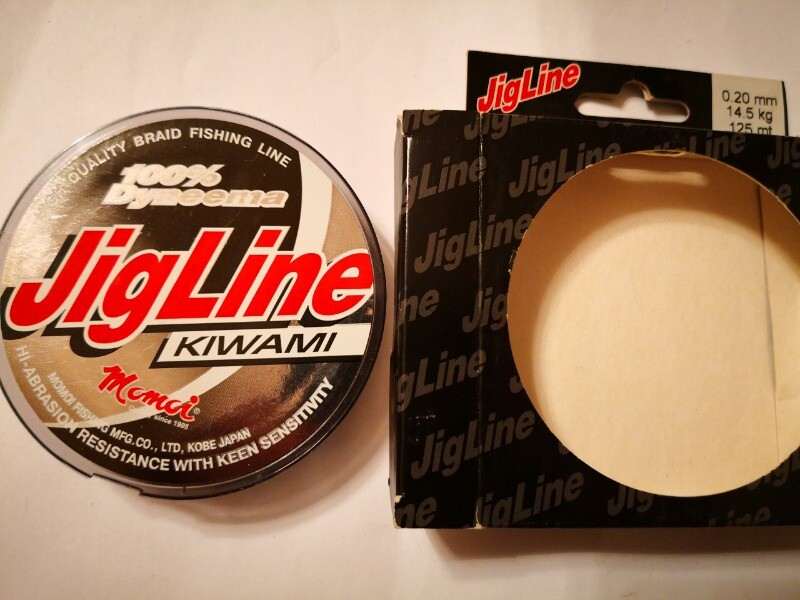 QUALITY BRAID FISHING LINE
100%
Dyneema
JigLine
KIWAMI
Momoi®
since 1905
MOMOI FISHING MFG.CO., LTD, KOBE JAPAN
HI-ABRASION RESISTANCE WITH KEEN SENSITIVITY
JigLine
0.20 mm
14.5 kg
125 mt
JigLine
JigLine
JigLine
JigLine
JigLine